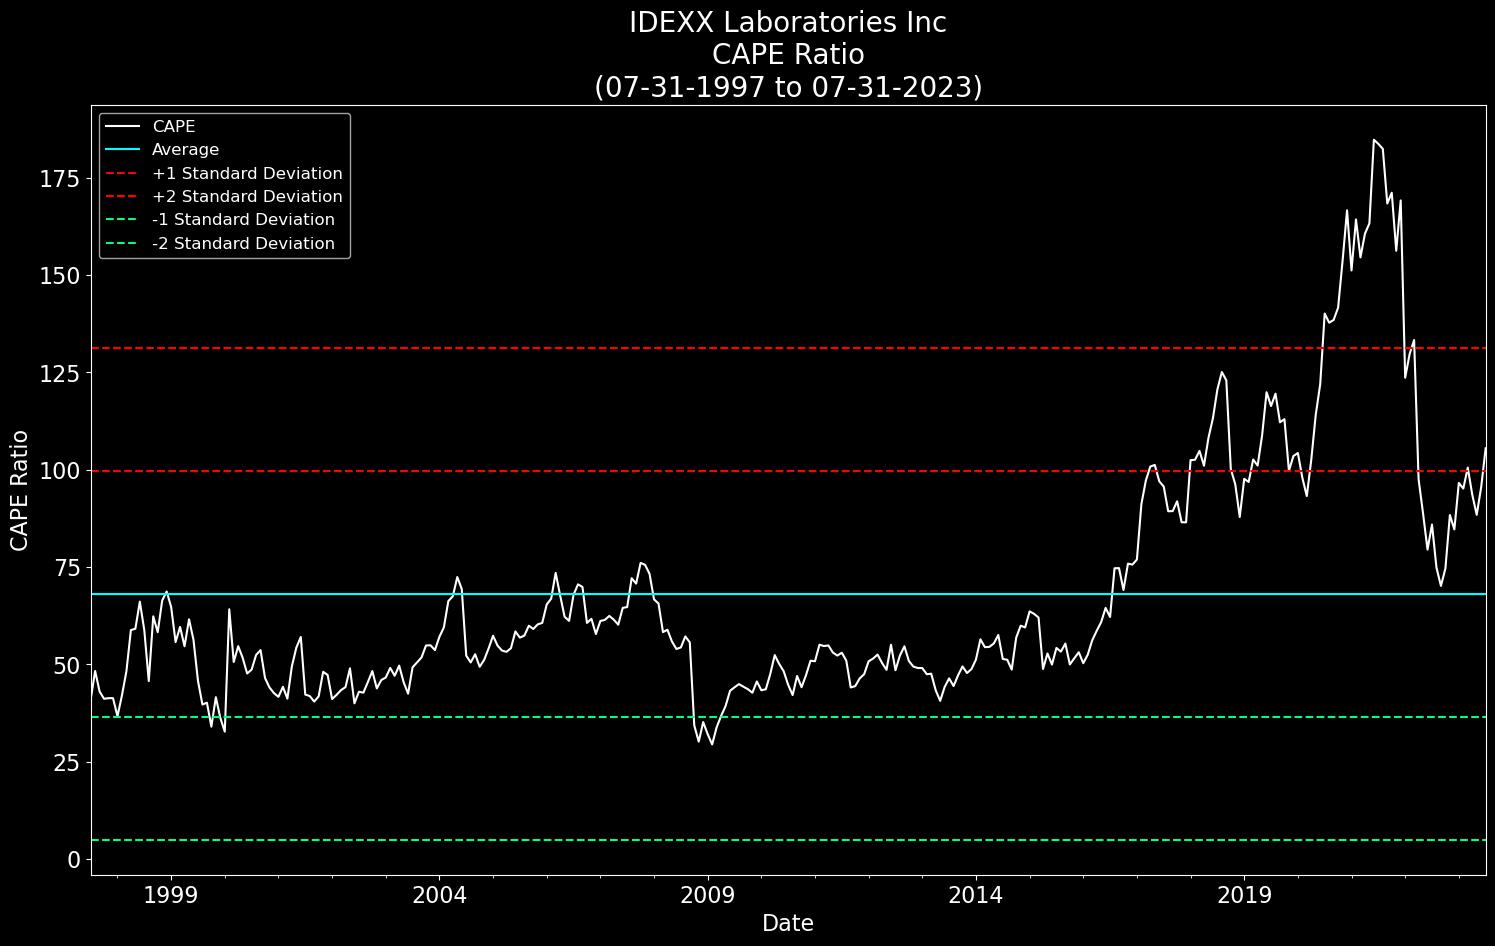 IDEXX Laboratories Inc
CAPE Ratio
(07-31-1997 to 07-31-2023)
CAPE
Average
+1 Standard Deviation
+2 Standard Deviation
-1 Standard Deviation
-2 Standard Deviation
CAPE Ratio
175
150
125
100
75
50
25
0
1999 2004 2009 2014 2019
Date